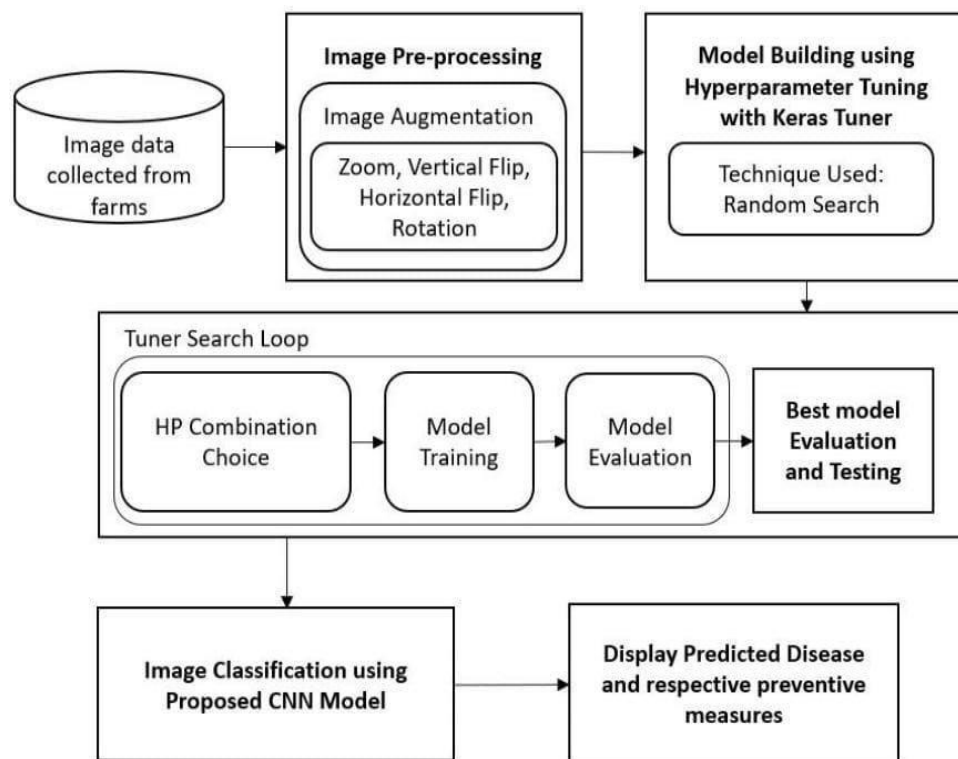 Image data
collected from
farms
Image Pre-processing
Image Augmentation
Zoom, Vertical Flip,
Horizontal Flip,
Rotation
Model Building using
Hyperparameter Tuning
with Keras Tuner
Technique Used:
Random Search
Tuner Search Loop
HP Combination
Choice
Model
Training
Model
Evaluation
Best model
Evaluation
and Testing
Image Classification using
Proposed CNN Model
Display Predicted Disease
and respective preventive
measures